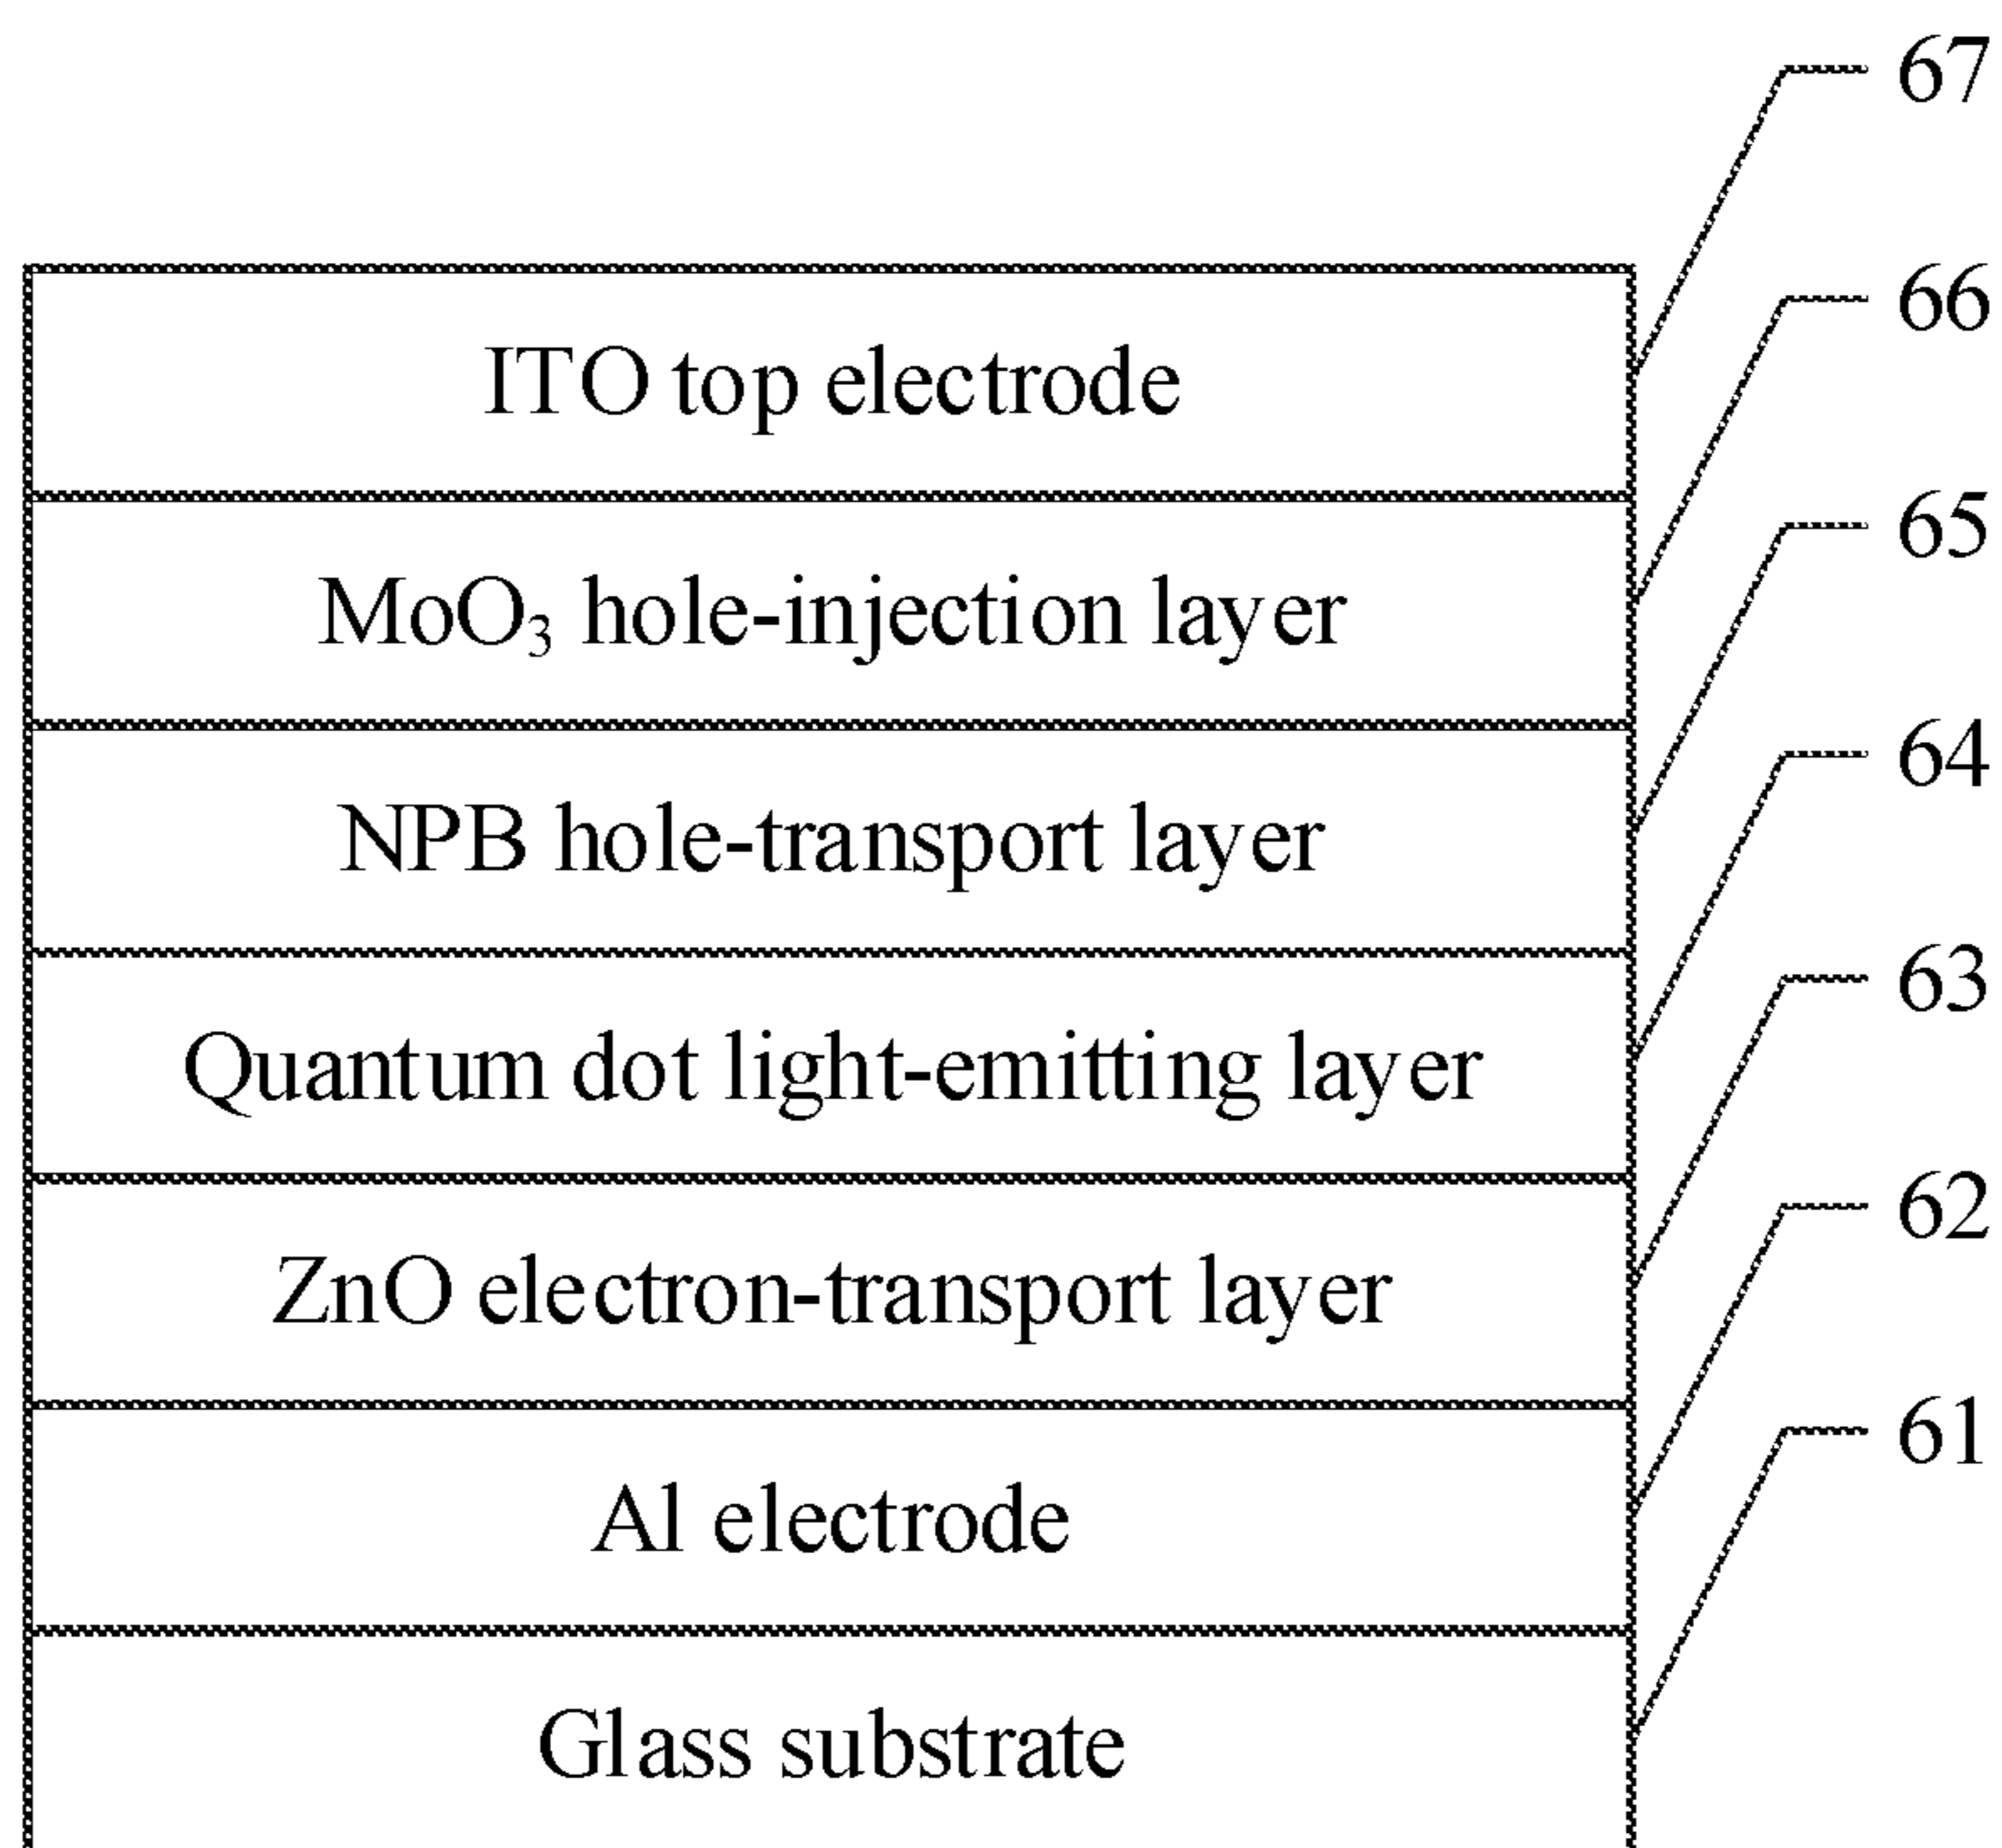 67
66
ITO top electrode
65
MoO₃ hole-injection layer
64
NPB hole-transport layer
63
Quantum dot light-emitting layer
62
ZnO electron-transport layer
61
Al electrode
Glass substrate